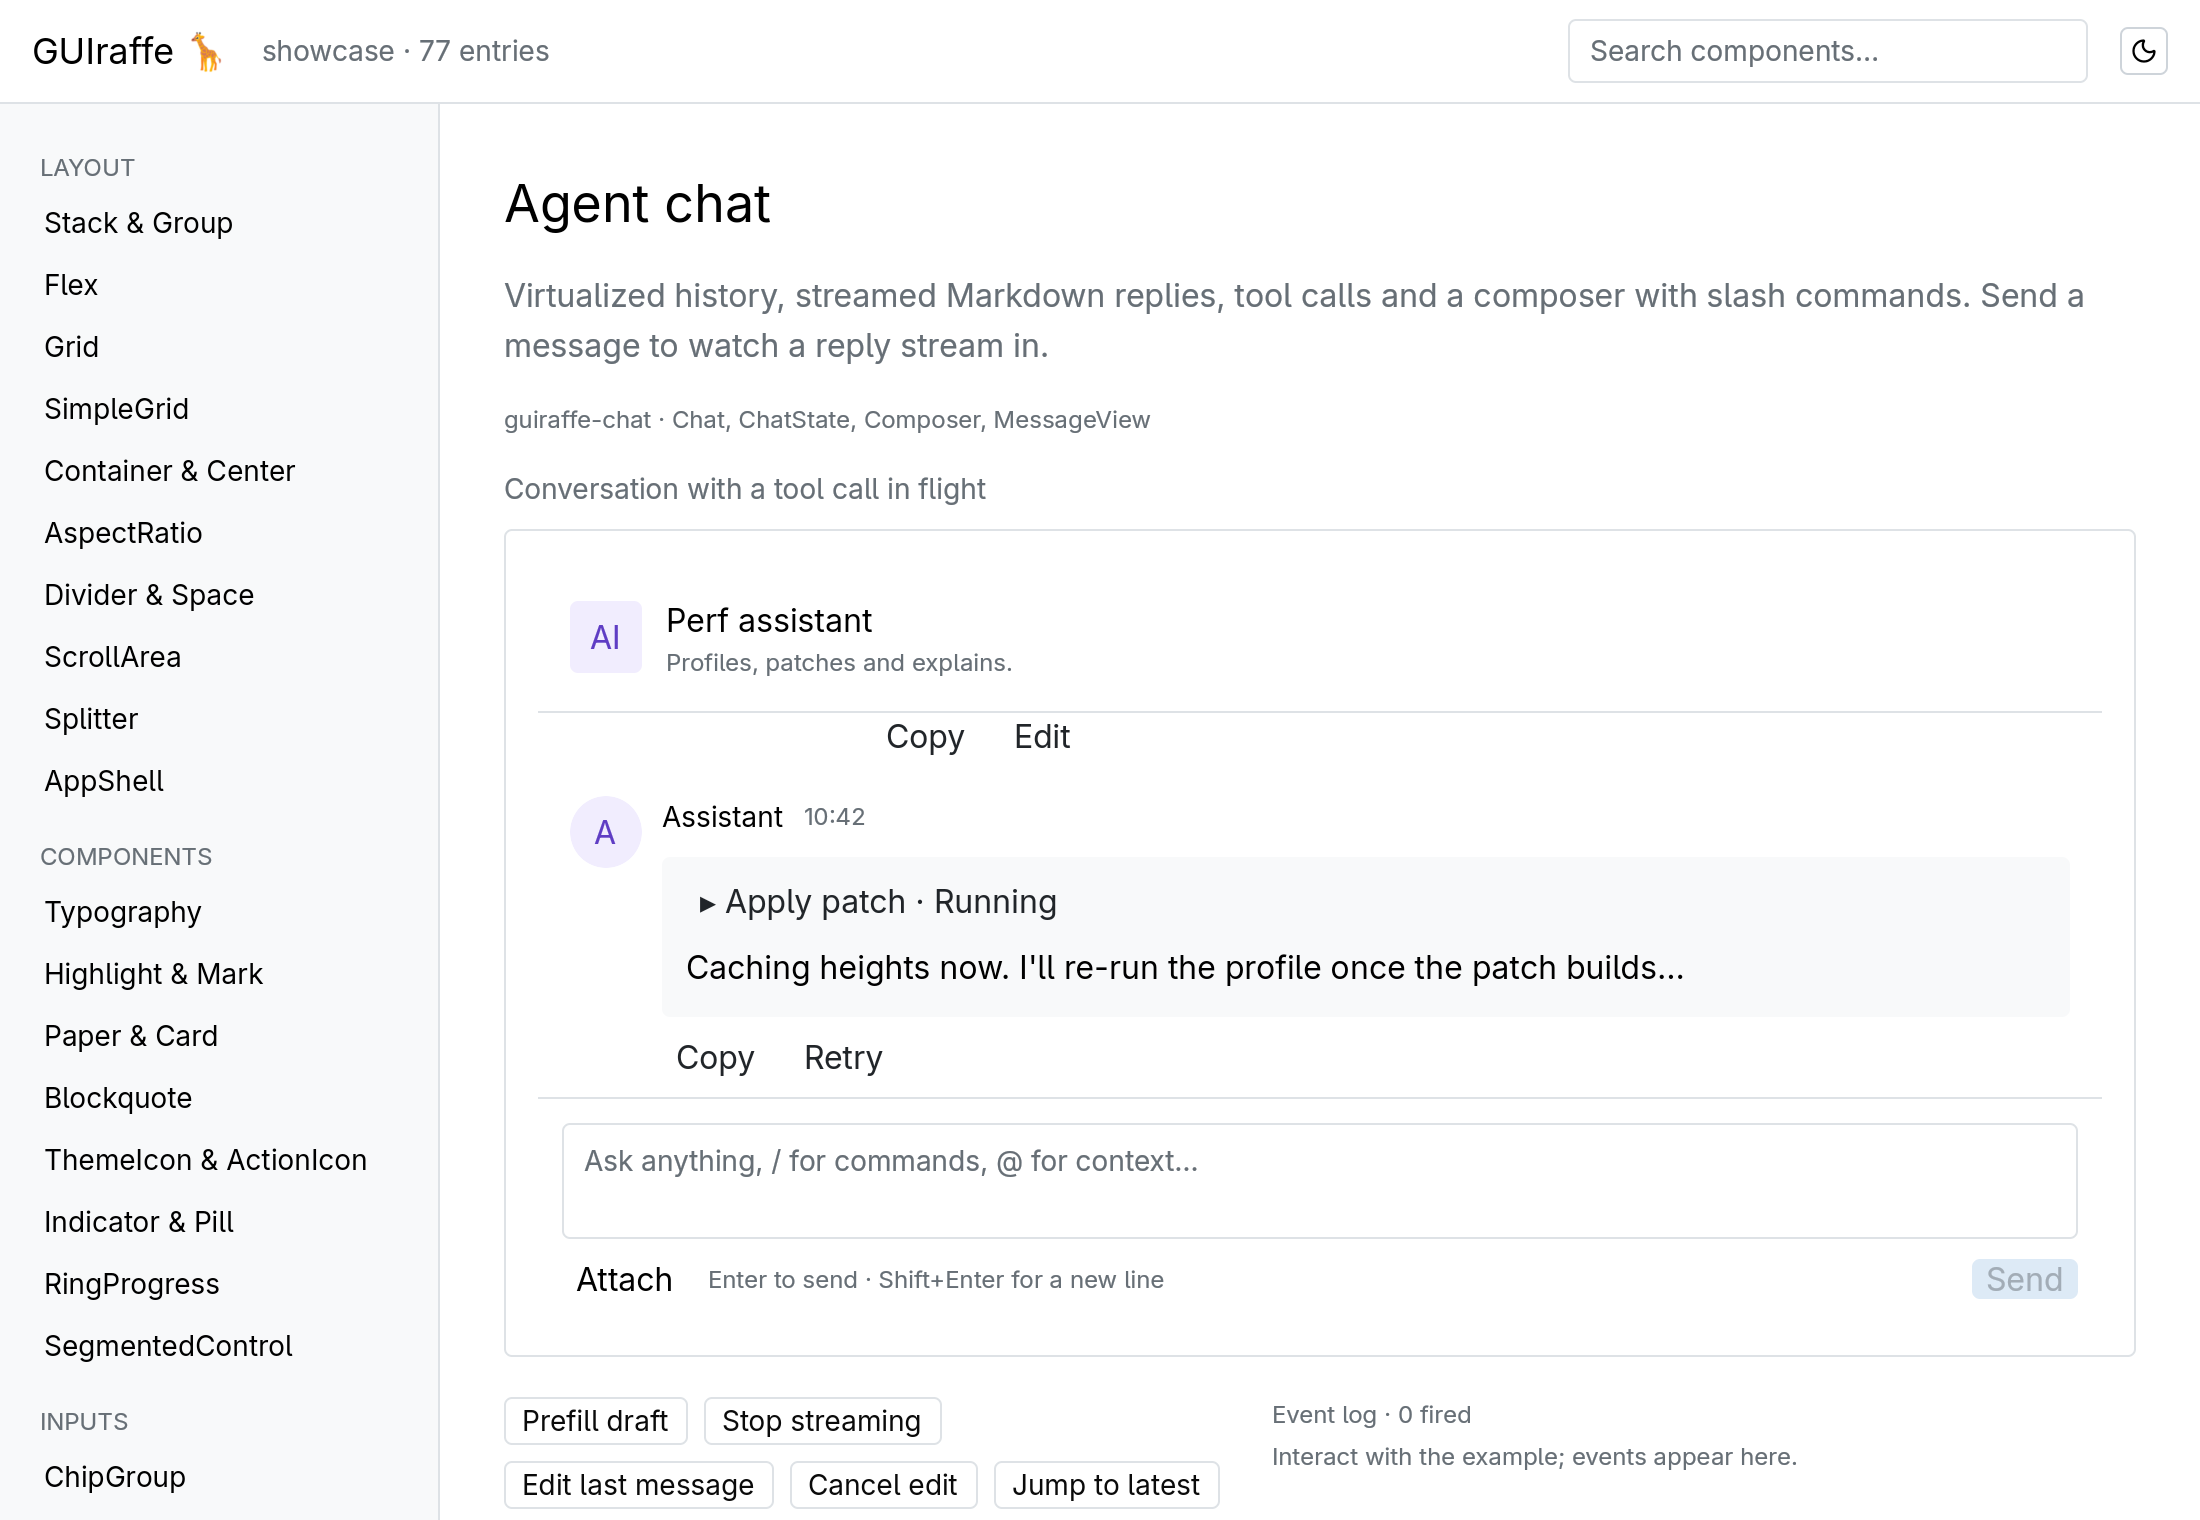 GUIraffe 🦒 showcase · 77 entries
Search components...
LAYOUT
Stack & Group
Flex
Grid
SimpleGrid
Container & Center
AspectRatio
Divider & Space
ScrollArea
Splitter
AppShell
COMPONENTS
Typography
Highlight & Mark
Paper & Card
Blockquote
ThemeIcon & ActionIcon
Indicator & Pill
RingProgress
SegmentedControl
INPUTS
ChipGroup
Agent chat
Virtualized history, streamed Markdown replies, tool calls and a composer with slash commands. Send a
message to watch a reply stream in.
guiraffe-chat · Chat, ChatState, Composer, MessageView
Conversation with a tool call in flight
AI
Perf assistant
Profiles, patches and explains.
Copy Edit
A
Assistant 10:42
▸ Apply patch · Running
Caching heights now. I'll re-run the profile once the patch builds...
Copy Retry
Ask anything, / for commands, @ for context...
Attach Enter to send · Shift+Enter for a new line Send
Prefill draft Stop streaming
Edit last message Cancel edit Jump to latest
Event log · 0 fired
Interact with the example; events appear here.